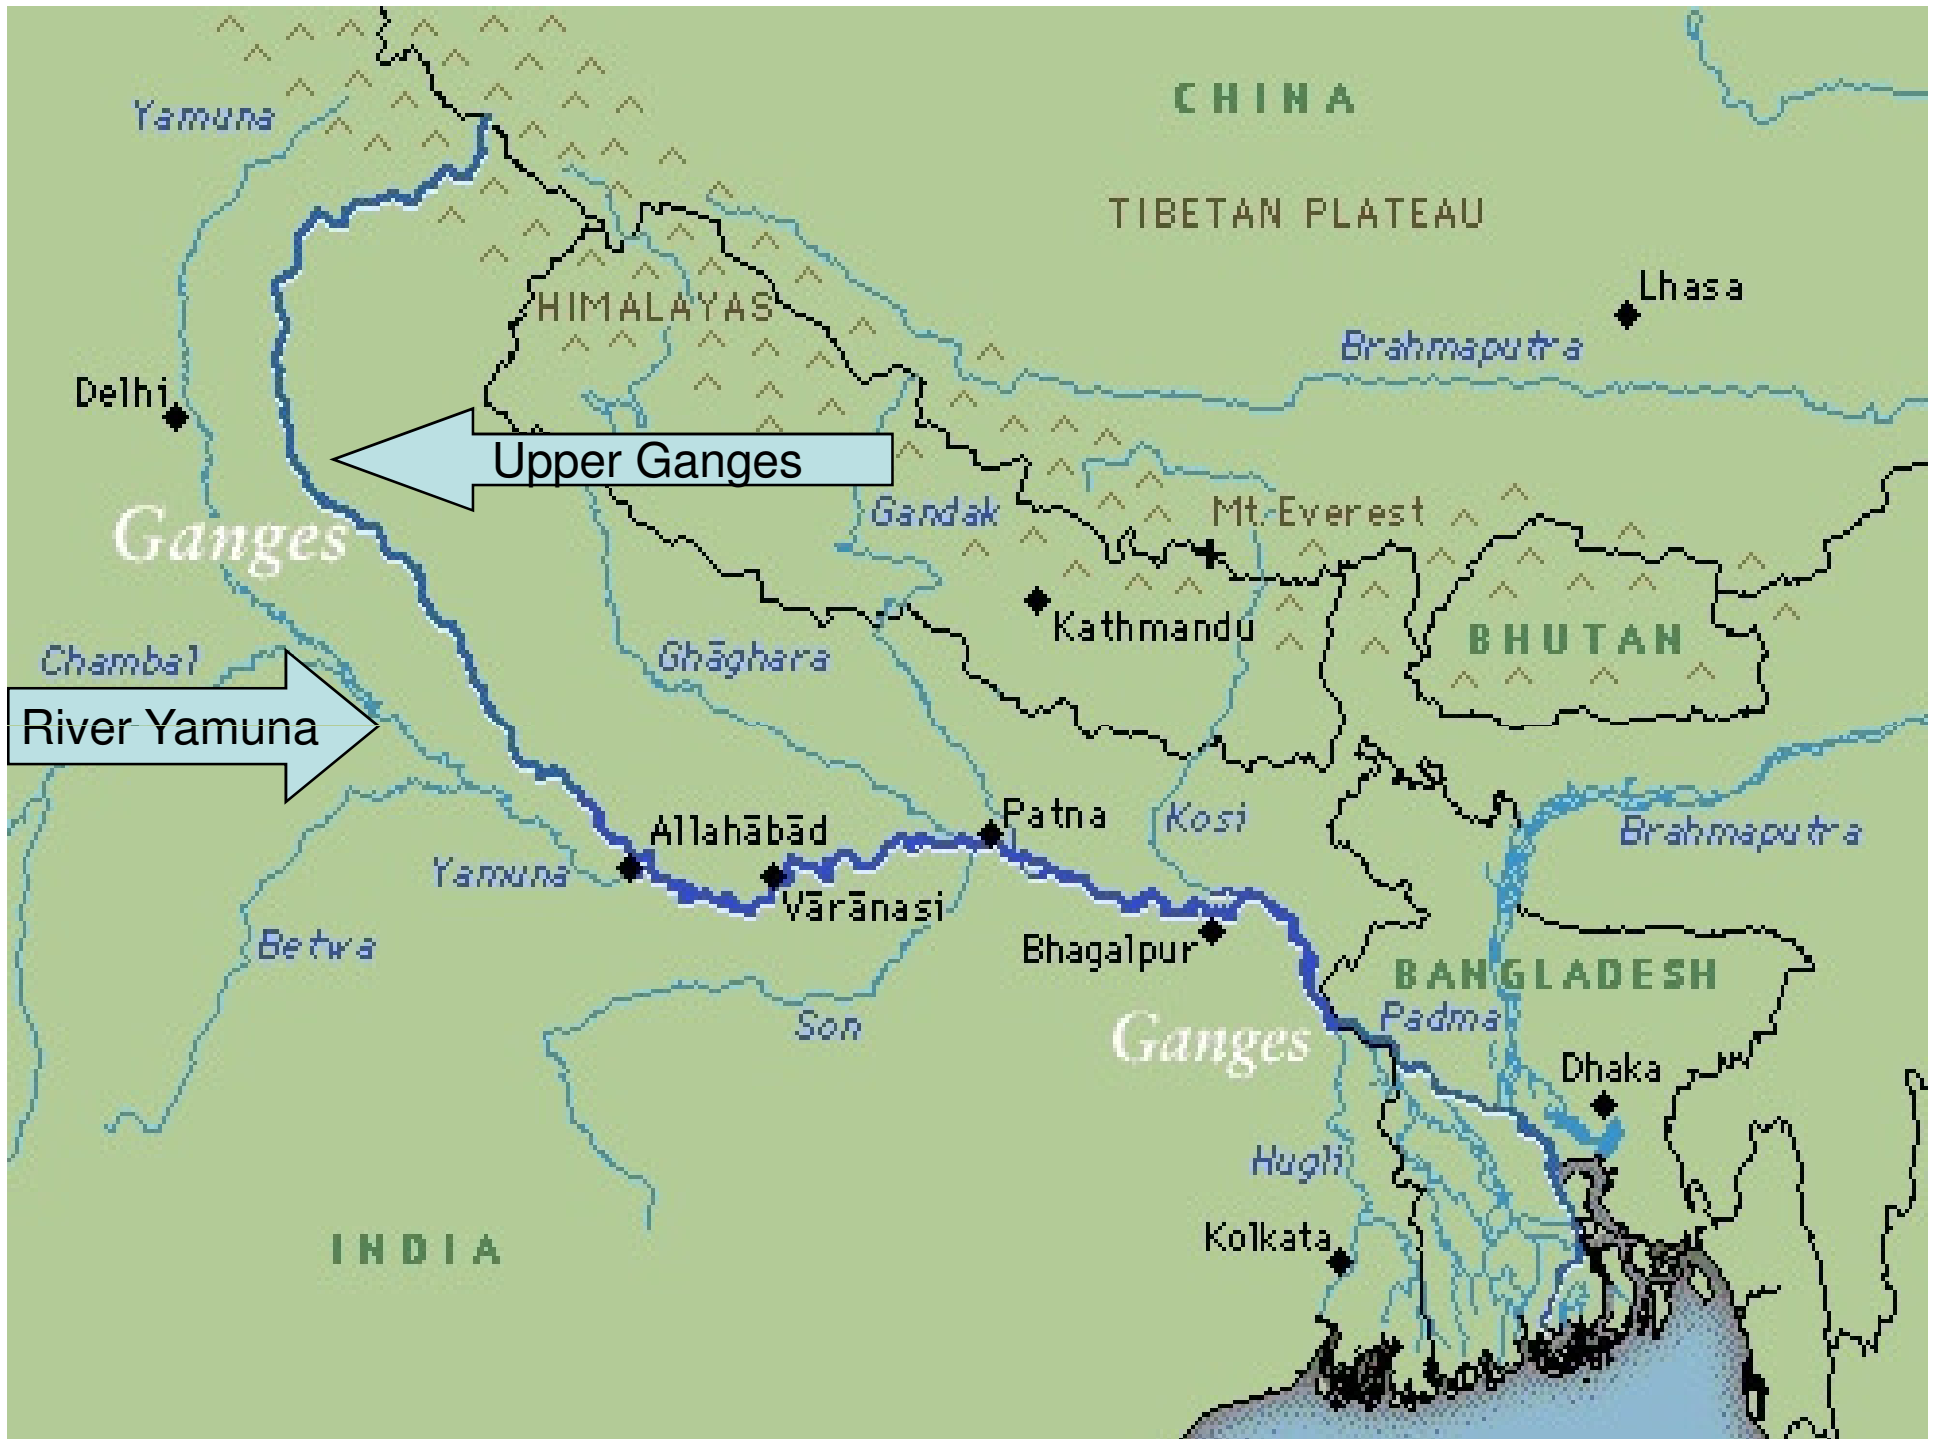 CHINA
Yamuna
TIBETAN PLATEAU
Lhasa
HIMALAYAS
Brahmaputra
Delhi
Upper Ganges
Gandak
Mt. Everest
Ganges
Kathmandu
BHUTAN
Chambal
Ghāghara
River Yamuna
Patna
Kosi
Allahābād
Brahmaputra
Yamuna
Vārānasi
Betwa
Bhagalpur
BANGLADESH
Son
Padma
Ganges
Dhaka
Hugli
Kolkata
INDIA